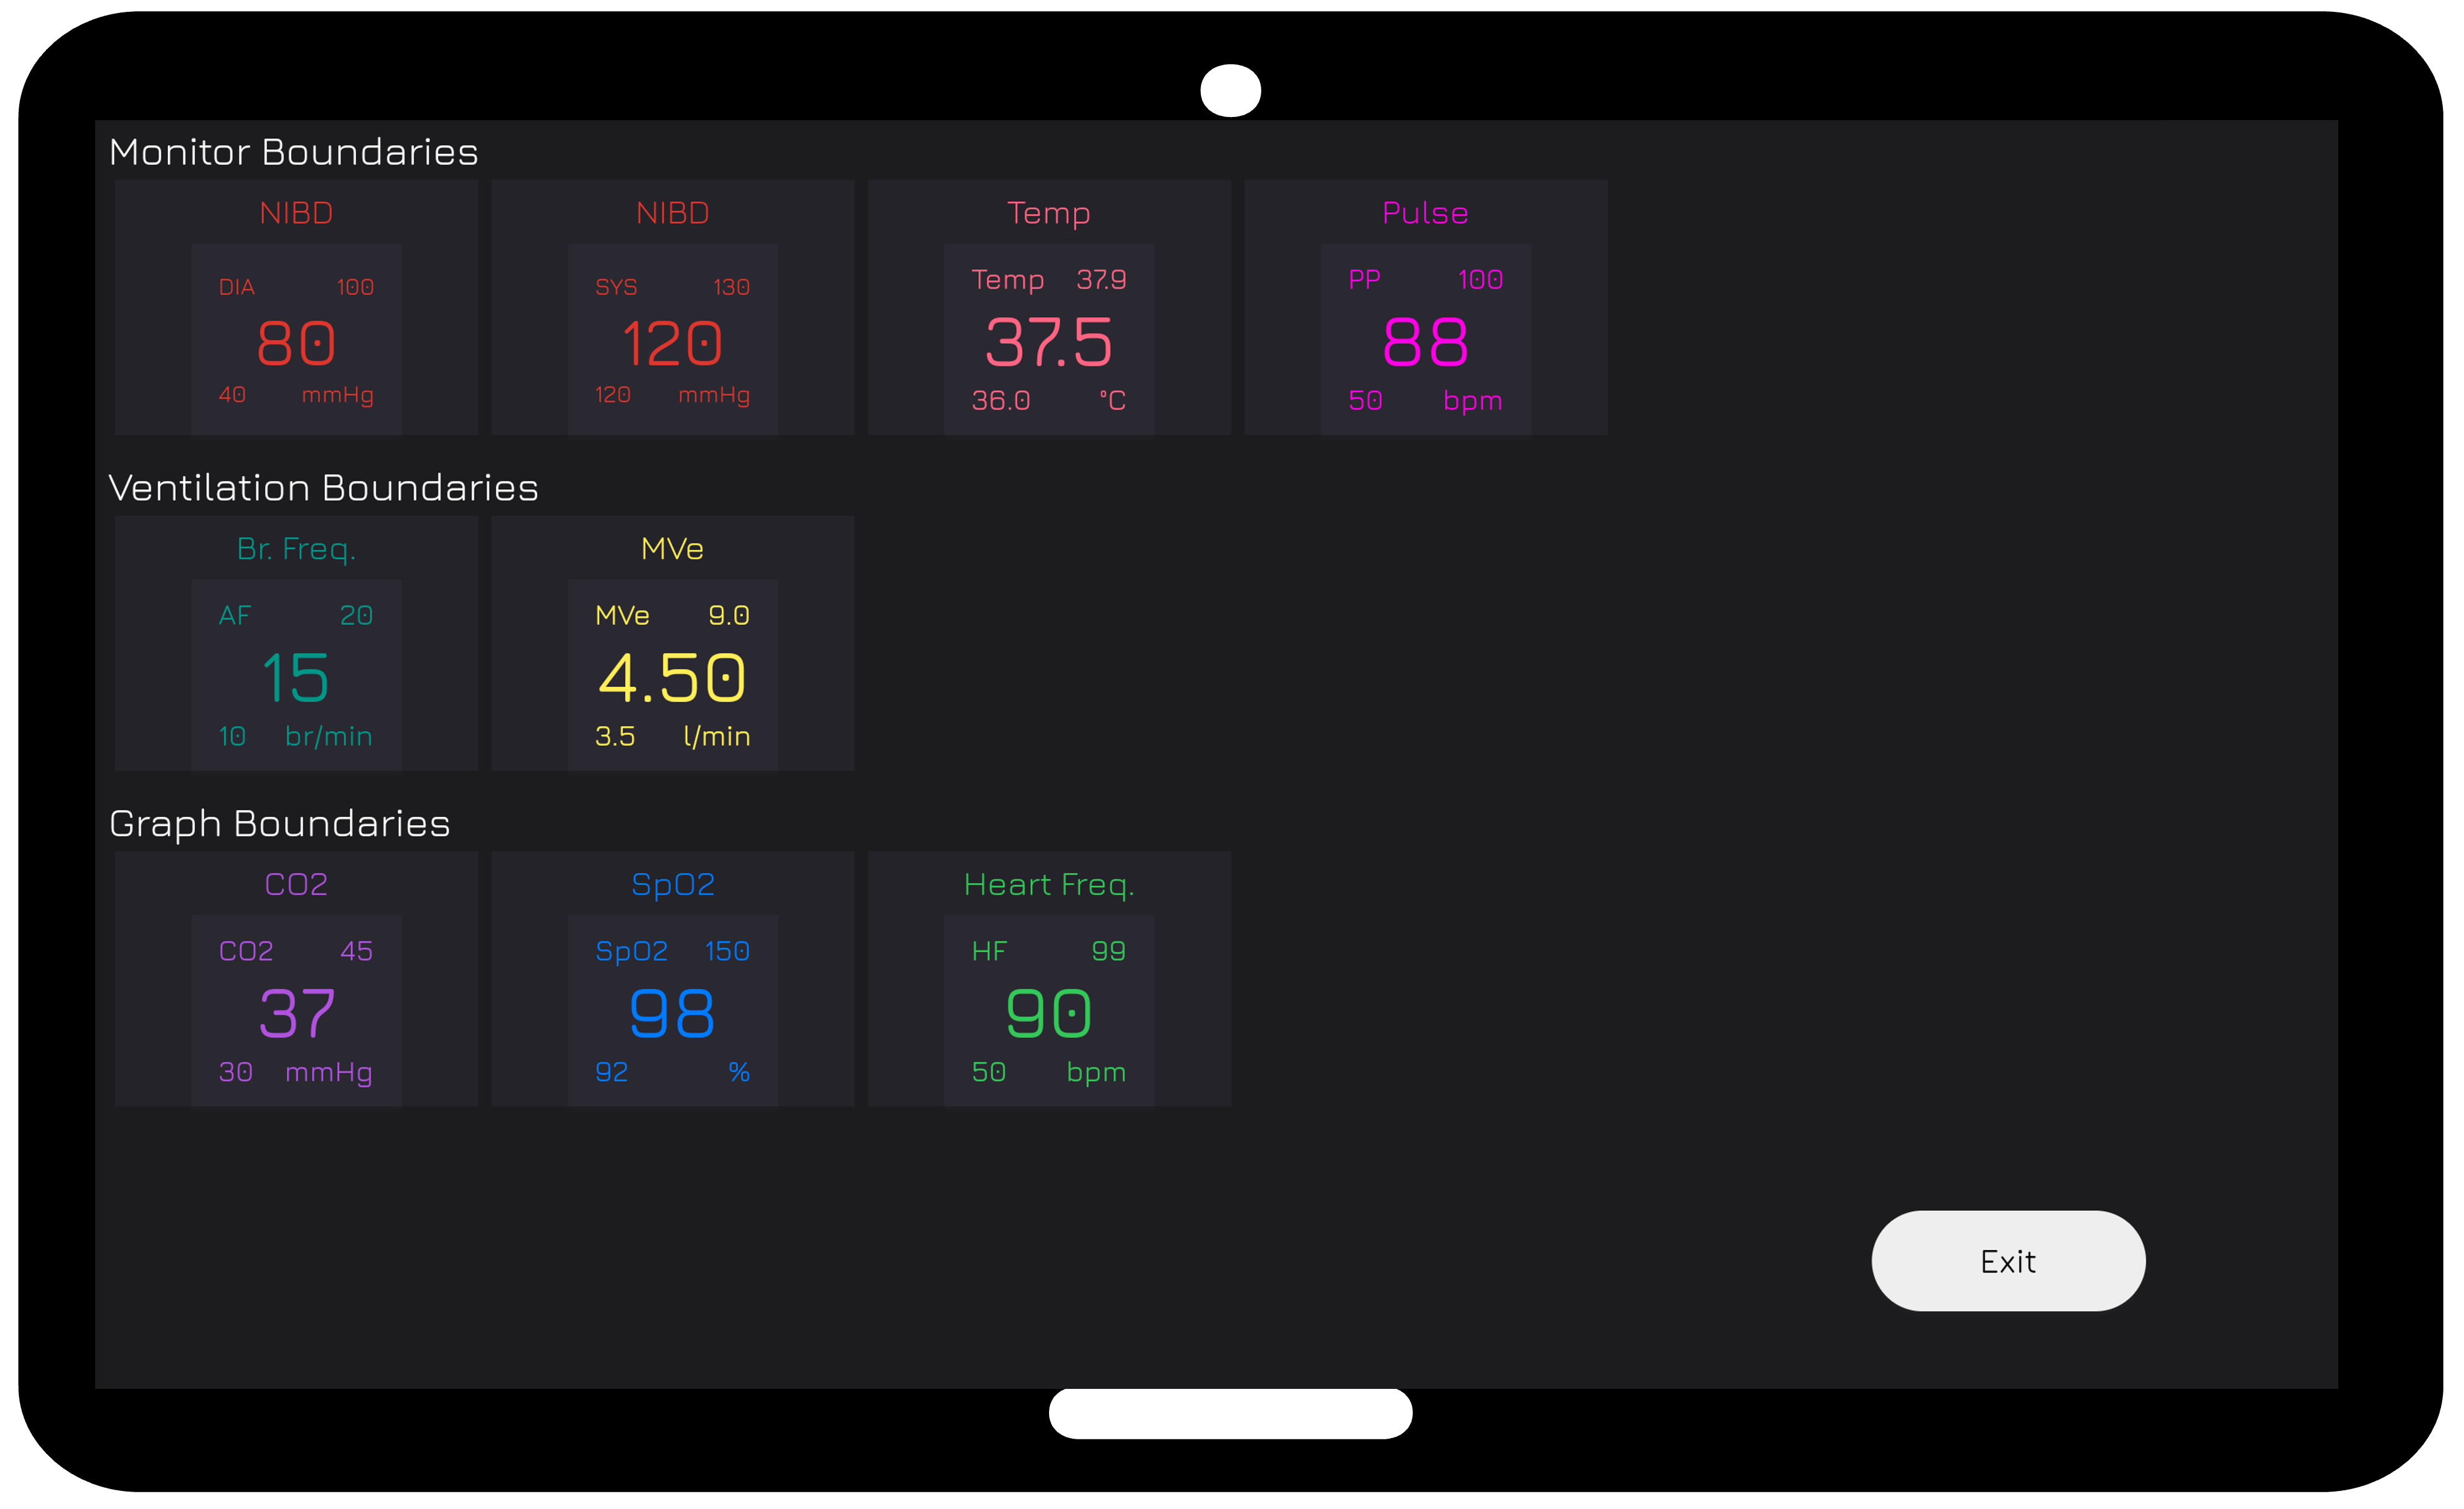 Monitor Boundaries
NIBD NIBD Temp Pulse
DIA 100 SYS 130 Temp 37.9 PP 100
80 120 37.5 88
40 mmHg 120 mmHg 36.0 °C 50 bpm
Ventilation Boundaries
Br. Freq. MVe
AF 20 MVe 9.0
15 4.50
10 br/min 3.5 l/min
Graph Boundaries
CO2 SpO2 Heart Freq.
CO2 45 SpO2 150 HF 99
37 98 90
30 mmHg 92 % 50 bpm
Exit